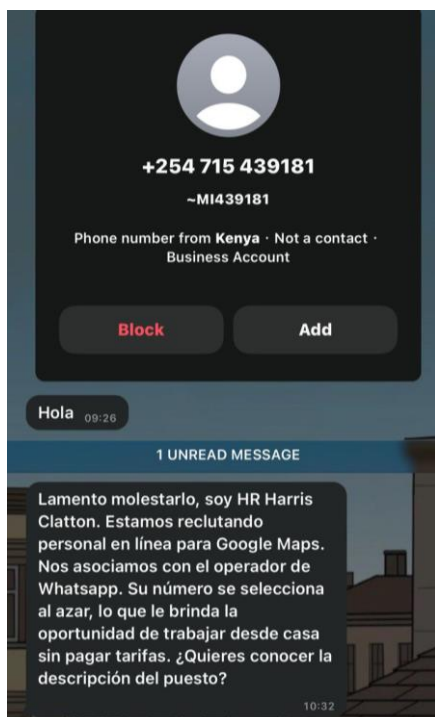 +254 715 439181
~MI439181
Phone number from Kenya · Not a contact ·
Business Account
Block
Add
Hola 09:26
1 UNREAD MESSAGE
Lamento molestarlo, soy HR Harris
Clatton. Estamos reclutando
personal en línea para Google Maps.
Nos asociamos con el operador de
Whatsapp. Su número se selecciona
al azar, lo que le brinda la
oportunidad de trabajar desde casa
sin pagar tarifas. ¿Quieres conocer la
descripción del puesto?
10:32